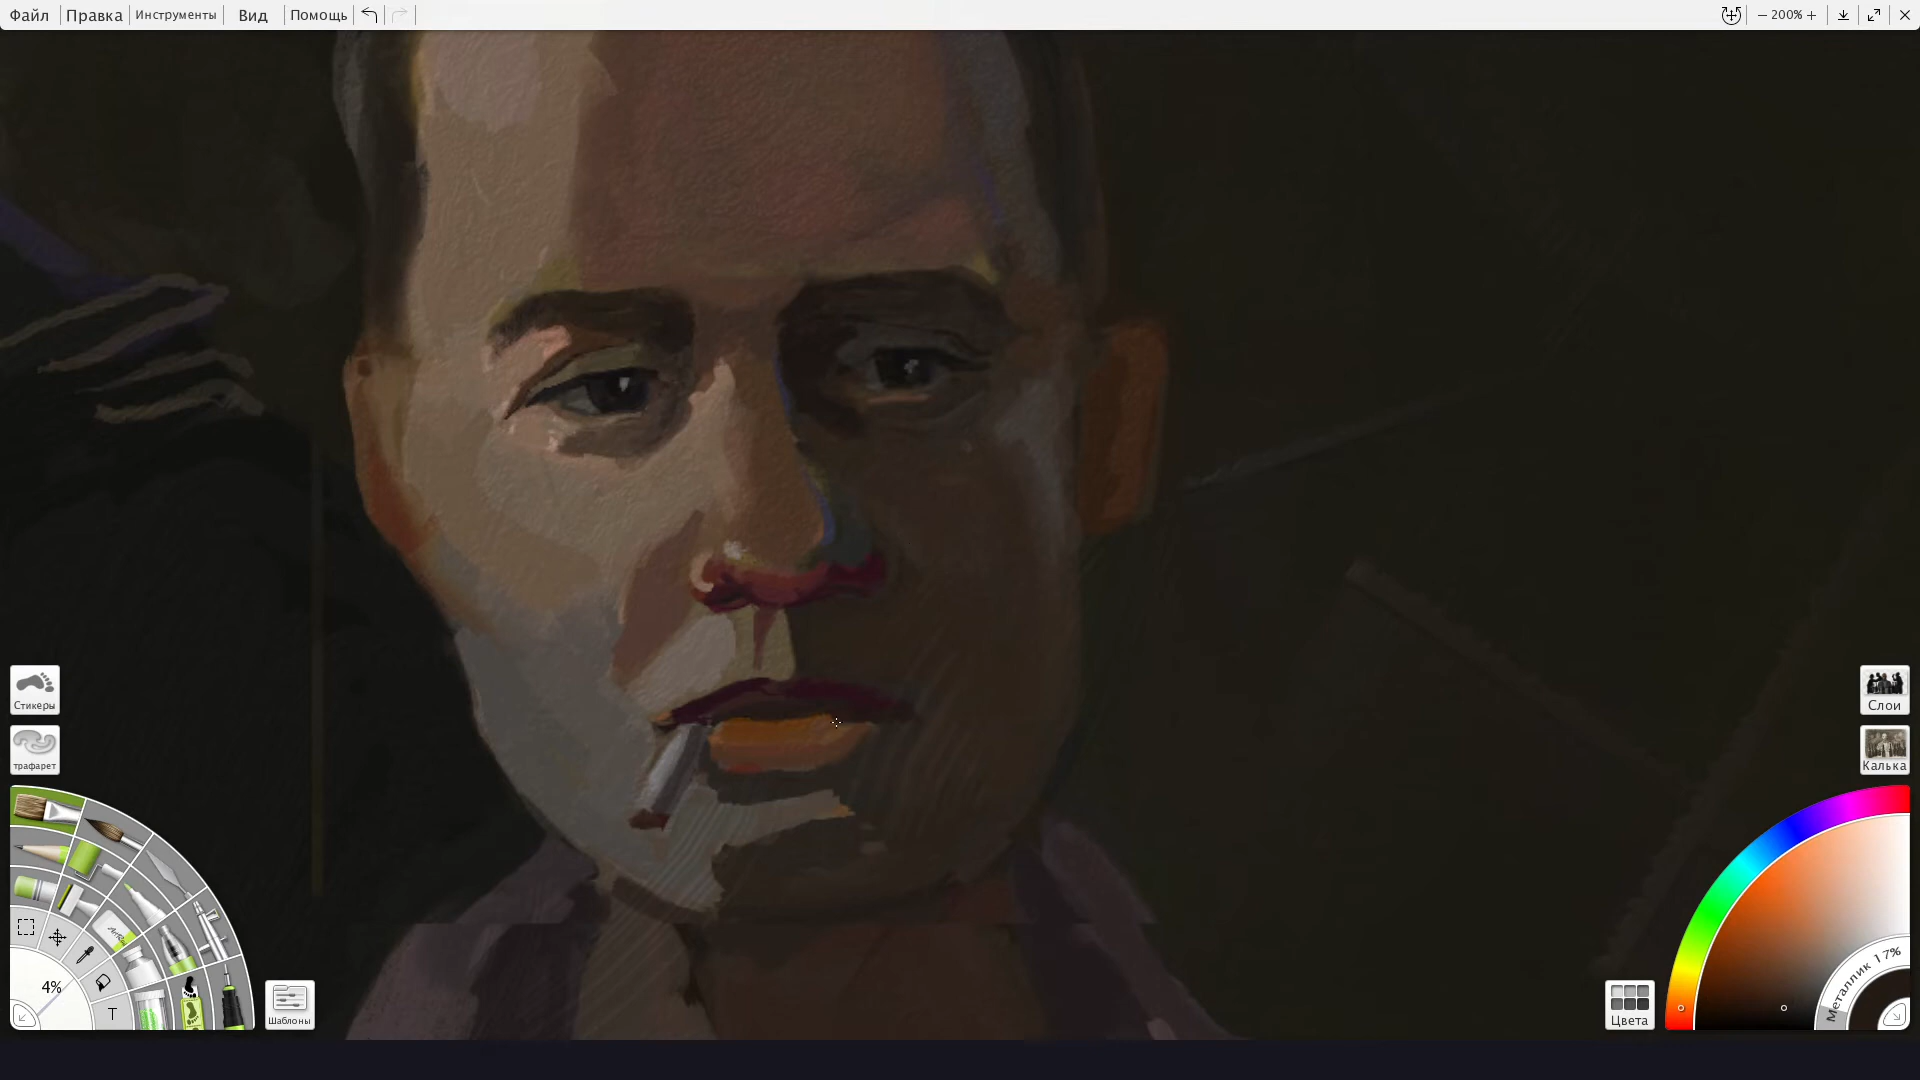 Файл Правка Инструменты Вид Помощь
200%
Стикеры
трафарет
4%
T
Шаблоны
Слои
Калька
Металлик 17%
Цвета